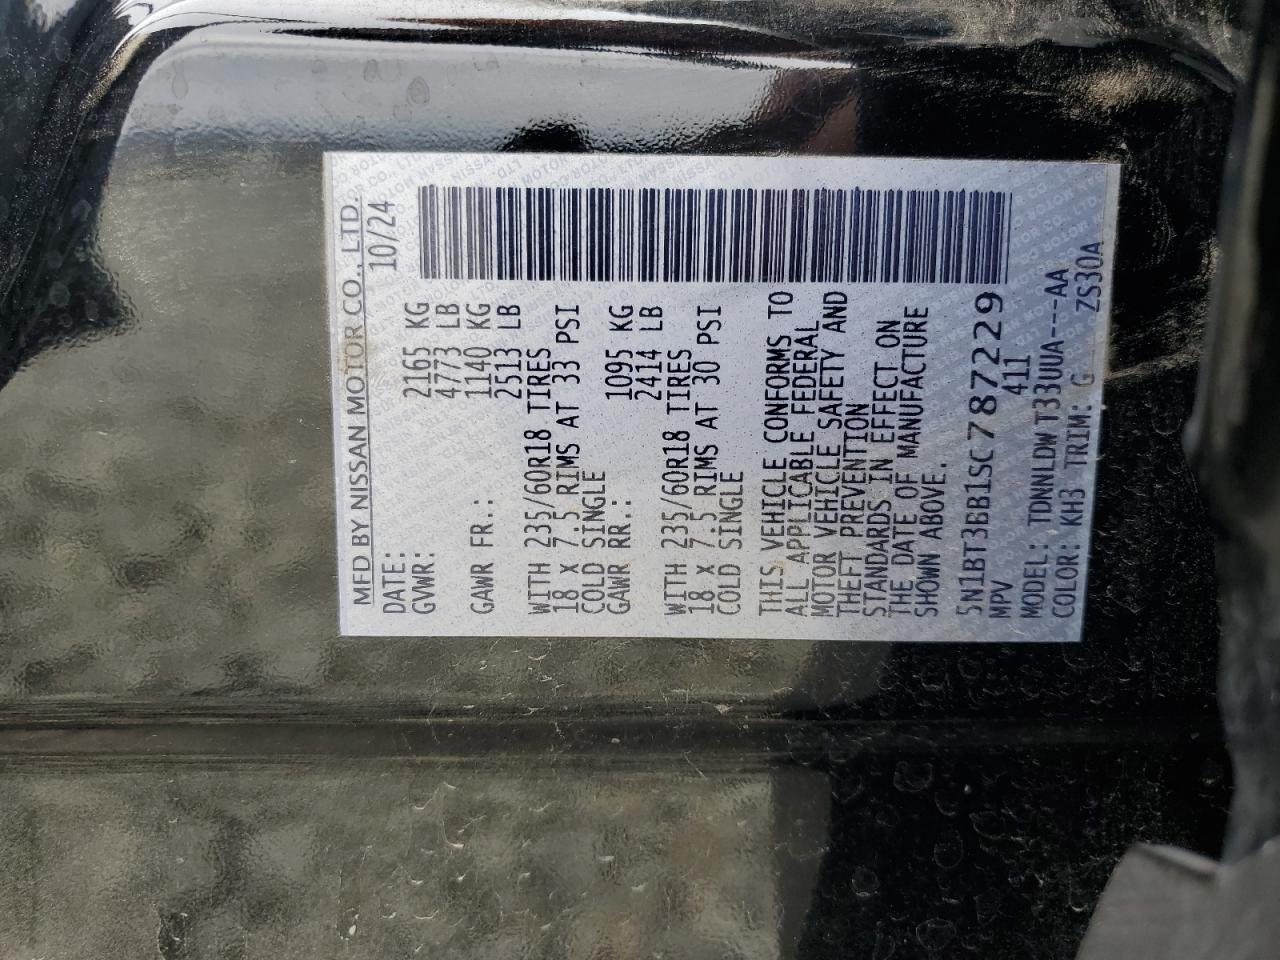 MFD BY NISSAN MOTOR CO., LTD.
DATE: 10/24
GVWR: 2165 KG
4773 LB
GAWR FR.: 1140 KG
2513 LB
WITH 235/60R18 TIRES
18 X 7.5 RIMS AT 33 PSI
COLD SINGLE
GAWR RR.: 1095 KG
2414 LB
WITH 235/60R18 TIRES
18 X 7.5 RIMS AT 30 PSI
COLD SINGLE
THIS VEHICLE CONFORMS TO
ALL APPLICABLE FEDERAL
MOTOR VEHICLE SAFETY AND
THEFT PREVENTION
STANDARDS IN EFFECT ON
THE DATE OF MANUFACTURE
SHOWN ABOVE.
5N1BT3BB1SC787229
MPV 411
MODEL: TDNNLDW T33UUA---AA
COLOR: KH3 TRIM: G ZS30A